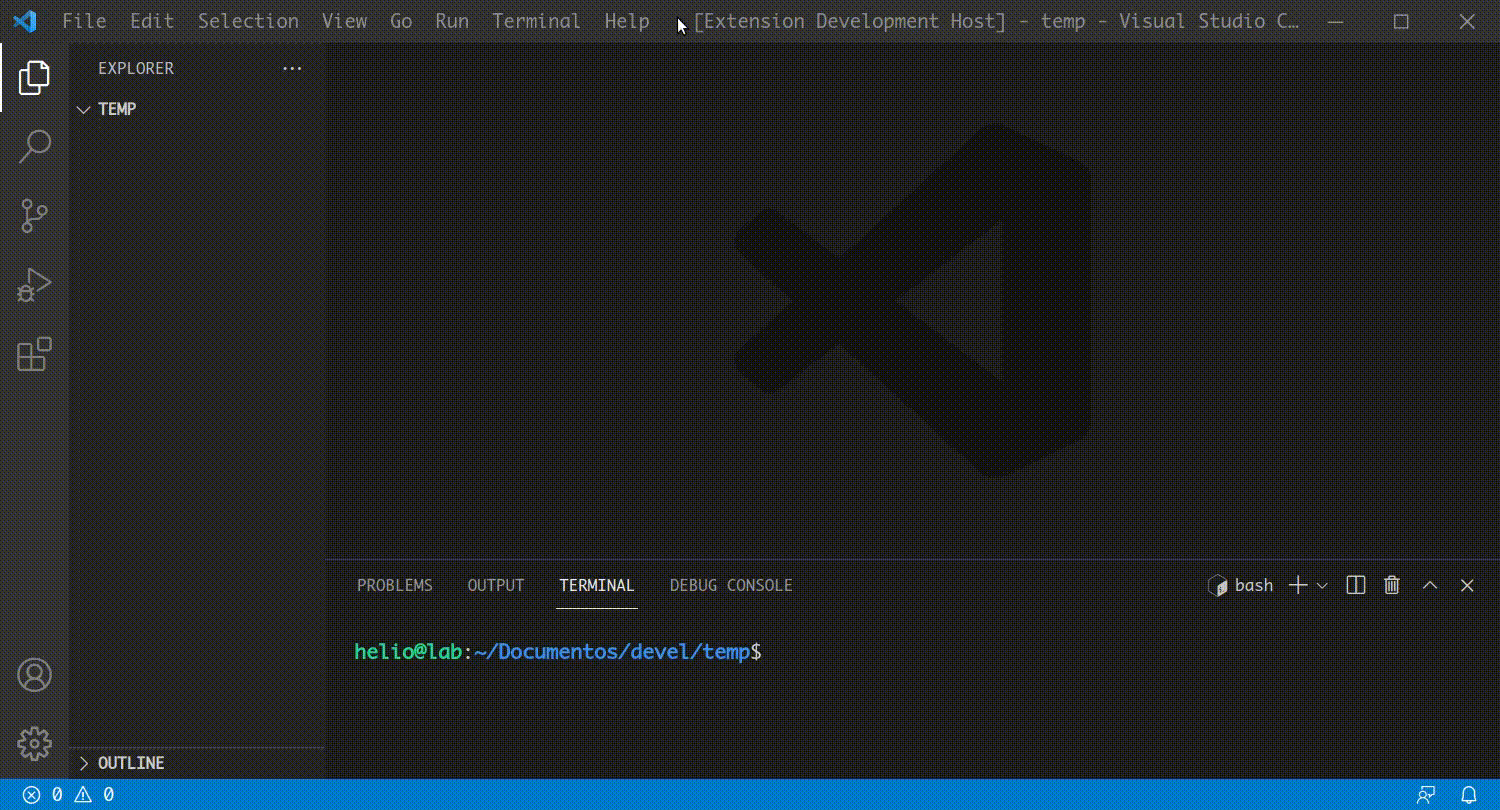 File Edit Selection View Go Run Terminal Help [Extension Development Host] - temp - Visual Studio C…
EXPLORER
TEMP
PROBLEMS OUTPUT TERMINAL DEBUG CONSOLE bash
helio@lab:~/Documentos/devel/temp$
OUTLINE
0 0